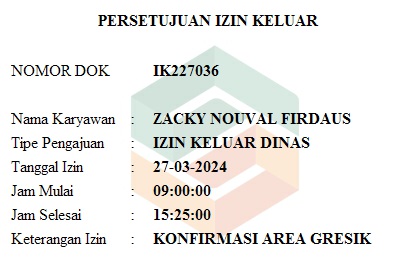 PERSETUJUAN IZIN KELUAR
NOMOR DOK IK227036
Nama Karyawan : ZACKY NOUVAL FIRDAUS
Tipe Pengajuan : IZIN KELUAR DINAS
Tanggal Izin : 27-03-2024
Jam Mulai : 09:00:00
Jam Selesai : 15:25:00
Keterangan Izin : KONFIRMASI AREA GRESIK